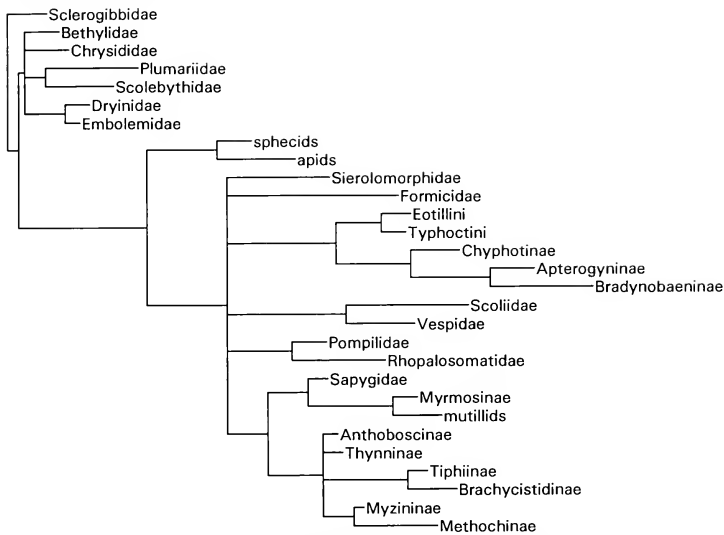 Sclerogibbidae
Bethylidae
Chrysididae
Plumariidae
Scolebythidae
Dryinidae
Embolemidae
sphecids
apids
Sierolomorphidae
Formicidae
Eotillini
Typhoctini
Chyphotinae
Apterogyninae
Bradynobaeninae
Scoliidae
Vespidae
Pompilidae
Rhopalosomatidae
Sapygidae
Myrmosinae
mutillids
Anthoboscinae
Thynninae
Tiphiinae
Brachycistidinae
Myzininae
Methochinae